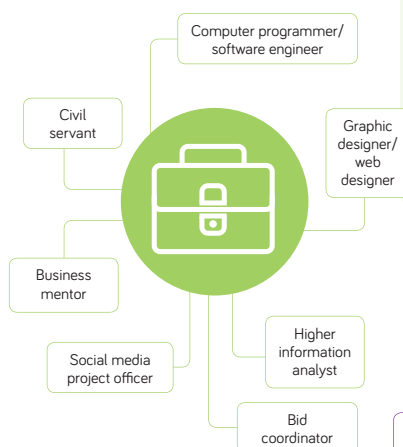 Computer programmer/
software engineer
Civil
servant
Graphic
designer/
web
designer
Business
mentor
Higher
information
analyst
Social media
project officer
Bid
coordinator